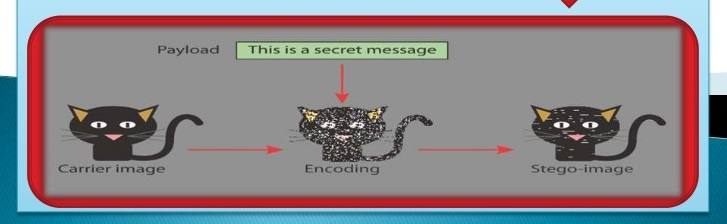 Payload This is a secret message
Carrier image Encoding Stego-image